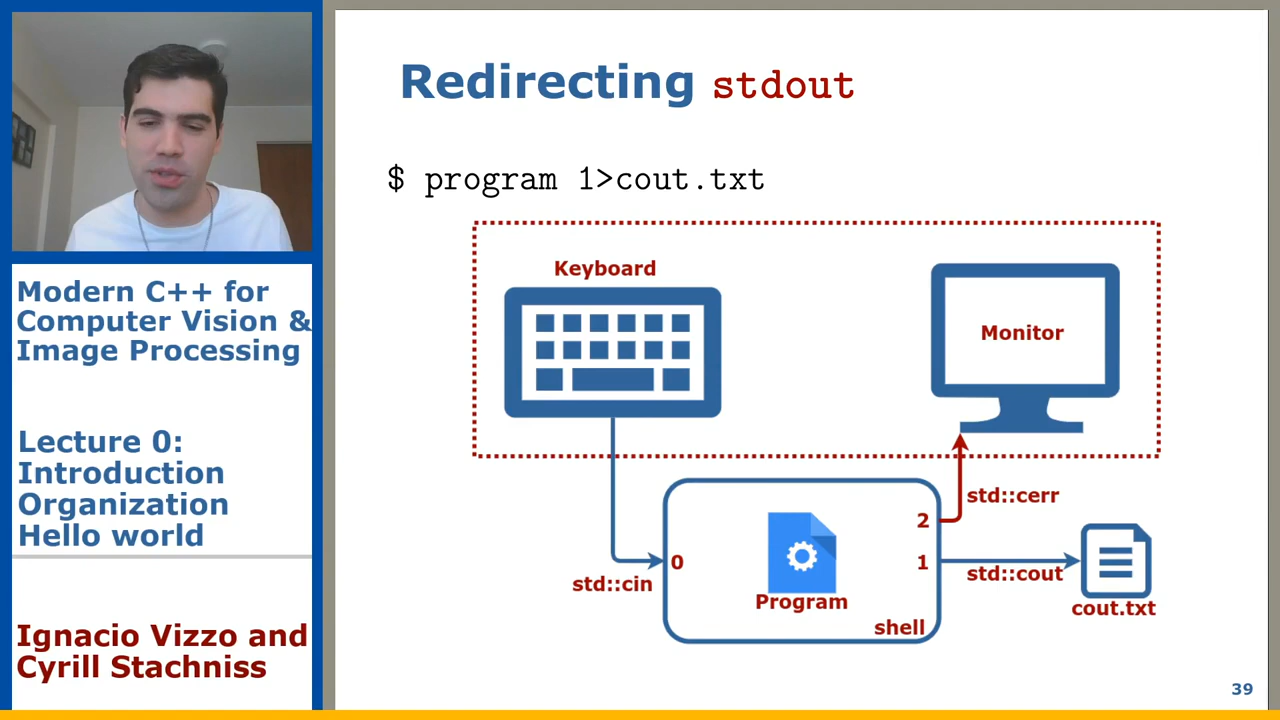 Modern C++ for
Computer Vision &
Image Processing
Lecture 0:
Introduction
Organization
Hello world
Ignacio Vizzo and
Cyrill Stachniss
Redirecting stdout
$ program 1>cout.txt
Keyboard
Monitor
std::cerr
2
0
1
std::cin
std::cout
Program
cout.txt
shell
39